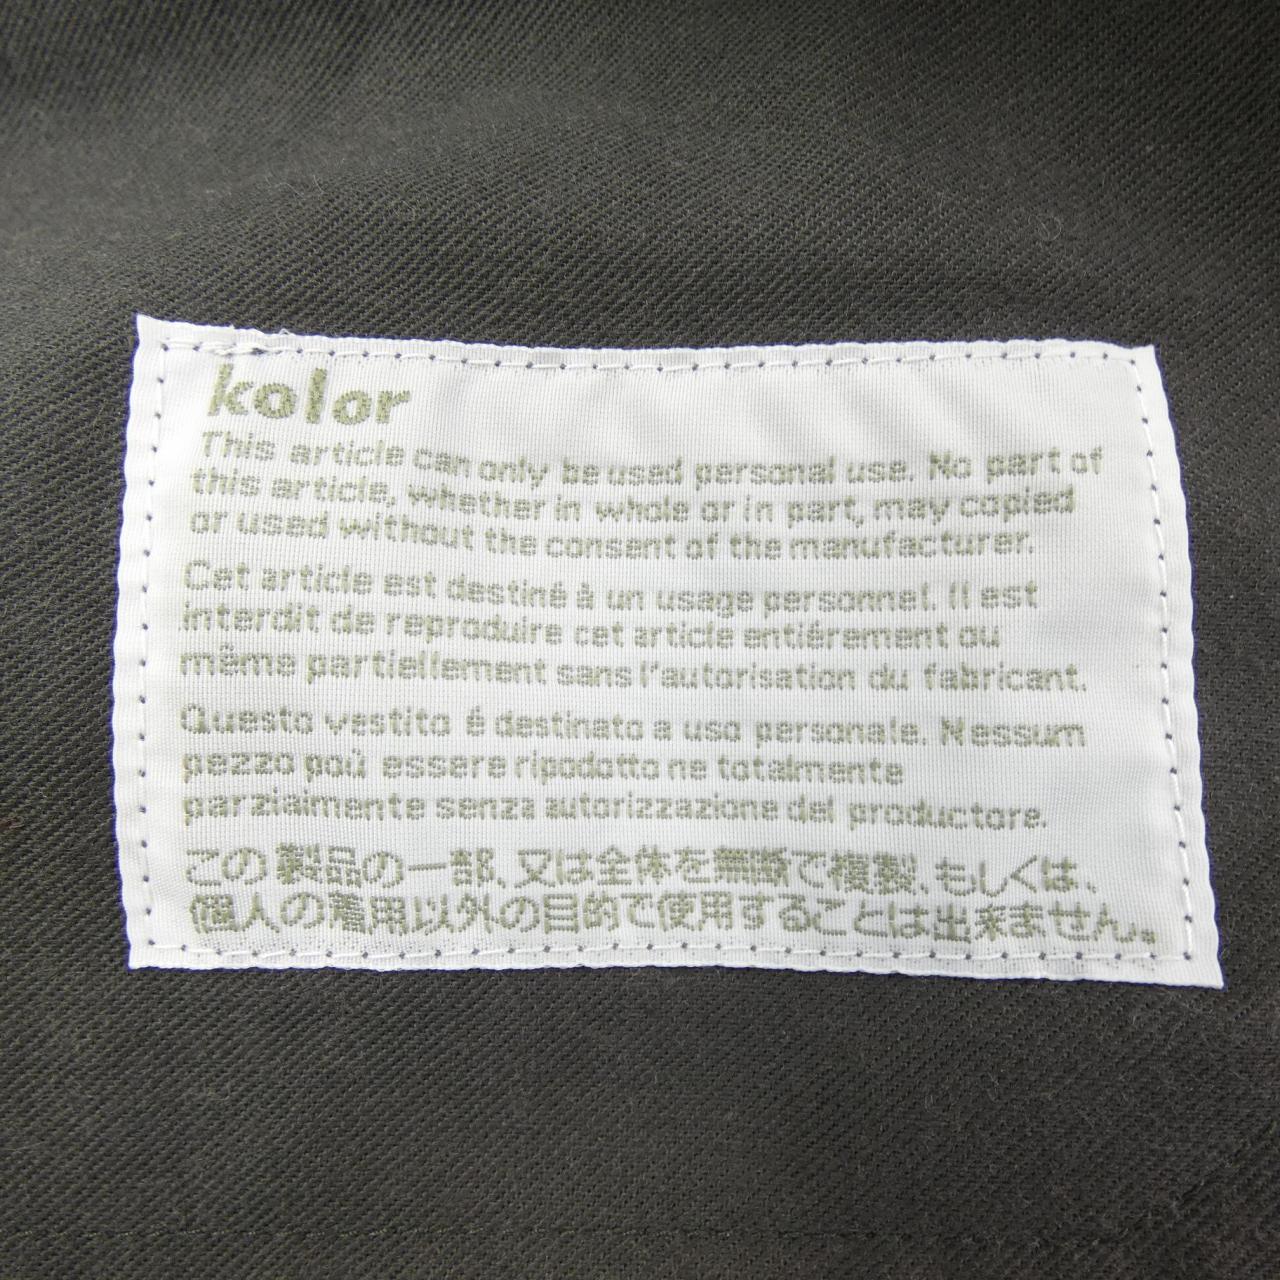 kolor
This article can only be used personal use. No part of
this article, whether in whole or in part, may copied
or used without the consent of the manufacturer.
Cet article est destiné à un usage personnel. Il est
interdit de reproduire cet article entiérement ou
même partiellement sans l'autorisation du fabricant.
Questo vestito é destinato a uso personale. Nessum
pezzo poù essere ripodotto ne totalmente
parzialmente senza autorizzazione del productore.
この製品の一部、又は全体を無断で複製、もしくは、
個人の着用以外の目的で使用することは出来ません。